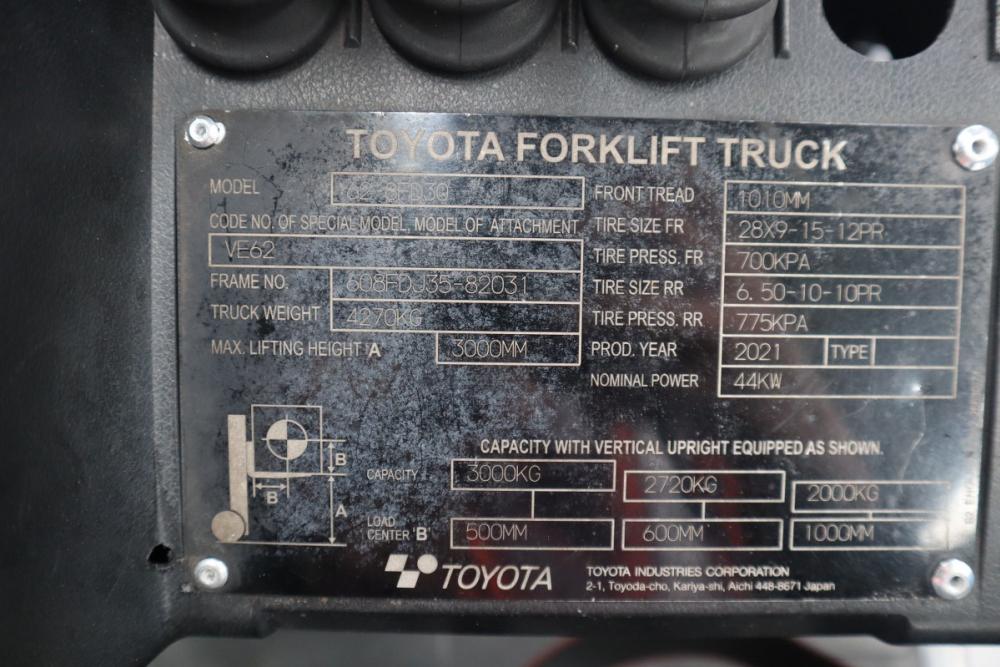 TOYOTA FORKLIFT TRUCK
MODEL 62-8FD30
CODE NO. OF SPECIAL MODEL, MODEL OF ATTACHMENT
VE62
FRAME NO. 608FDJ35-82031
TRUCK WEIGHT 4270KG
MAX. LIFTING HEIGHT 'A' 3000MM
FRONT TREAD 1010MM
TIRE SIZE FR 28X9-15-12PR
TIRE PRESS. FR 700KPA
TIRE SIZE RR 6.50-10-10PR
TIRE PRESS. RR 775KPA
PROD. YEAR 2021 TYPE
NOMINAL POWER 44KW
CAPACITY WITH VERTICAL UPRIGHT EQUIPPED AS SHOWN.
CAPACITY 3000KG 2720KG 2000KG
LOAD
CENTER 'B' 500MM 600MM 1000MM
B
B
A
TOYOTA
TOYOTA INDUSTRIES CORPORATION
2-1, Toyoda-cho, Kariya-shi, Aichi 448-8671 Japan